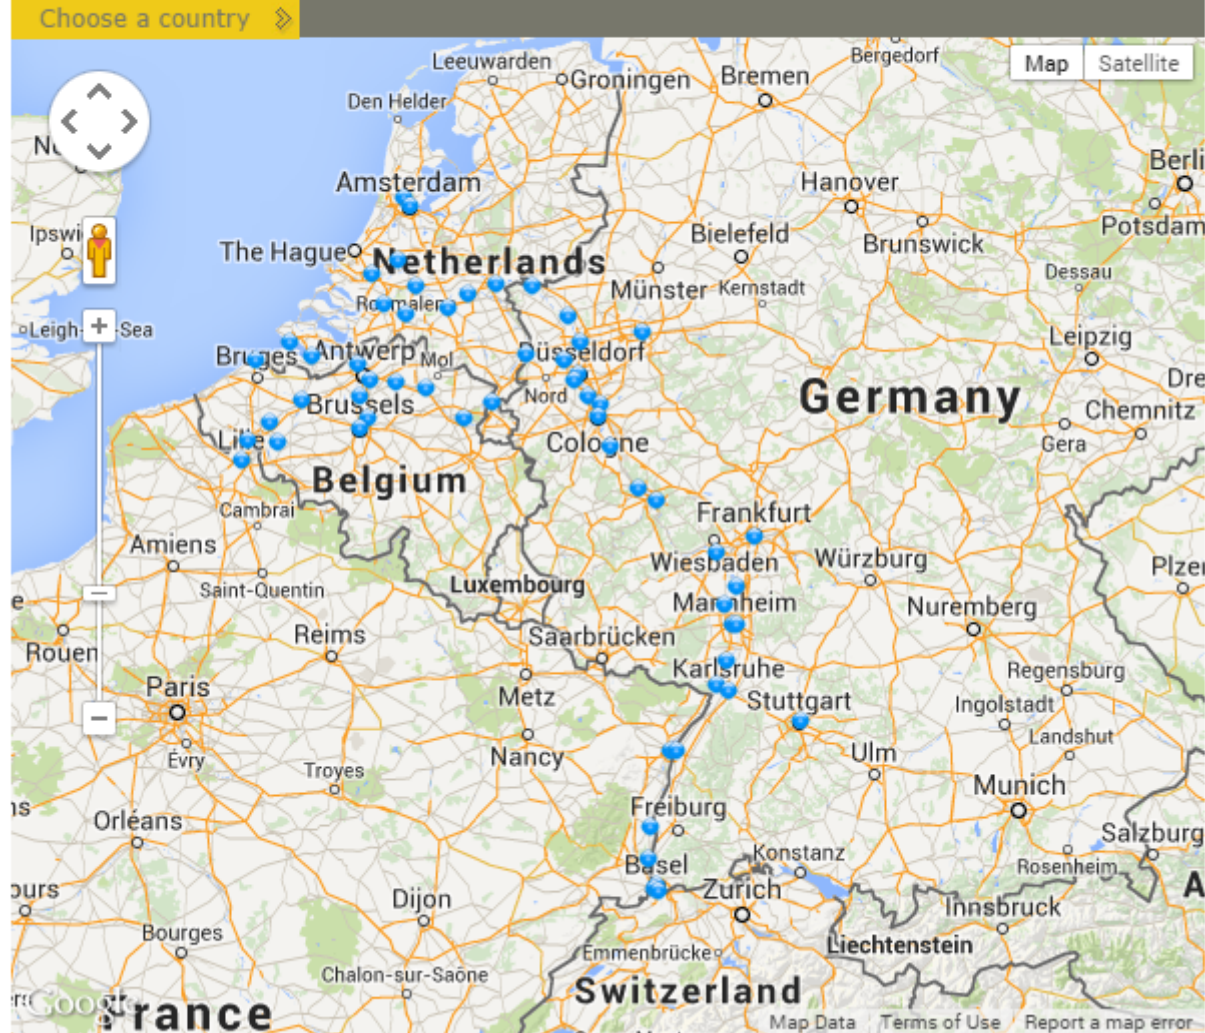 Choose a country
Map Satellite
Leeuwarden
Groningen
Bremen
Bergedorf
Den Helder
Amsterdam
Hanover
Berli
Potsdam
Ipswi
The Hague
Netherlands
Bielefeld
Brunswick
Münster
Kernstadt
Dessau
Leigh- -Sea
Leipzig
Bruges
Antwerp
Mol
Düsseldorf
Dre
Nord
Germany
Brussels
Chemnitz
Lille
Cologne
Gera
Belgium
Cambrai
Frankfurt
Amiens
Wiesbaden
Würzburg
Plze
Saint-Quentin
Luxembourg
Mannheim
Nuremberg
e
Reims
Saarbrücken
Rouen
Karlsruhe
Regensburg
Paris
Metz
Stuttgart
Ingolstadt
Landshut
Nancy
Évry
Ulm
Troyes
Munich
ns
Freiburg
Orléans
Salzburg
Basel
Konstanz
Rosenheim
ours
Zurich
A
Dijon
Innsbruck
Bourges
Emmenbrücke
Liechtenstein
Chalon-sur-Saône
Switzerland
Google
France
Map Data Terms of Use Report a map error